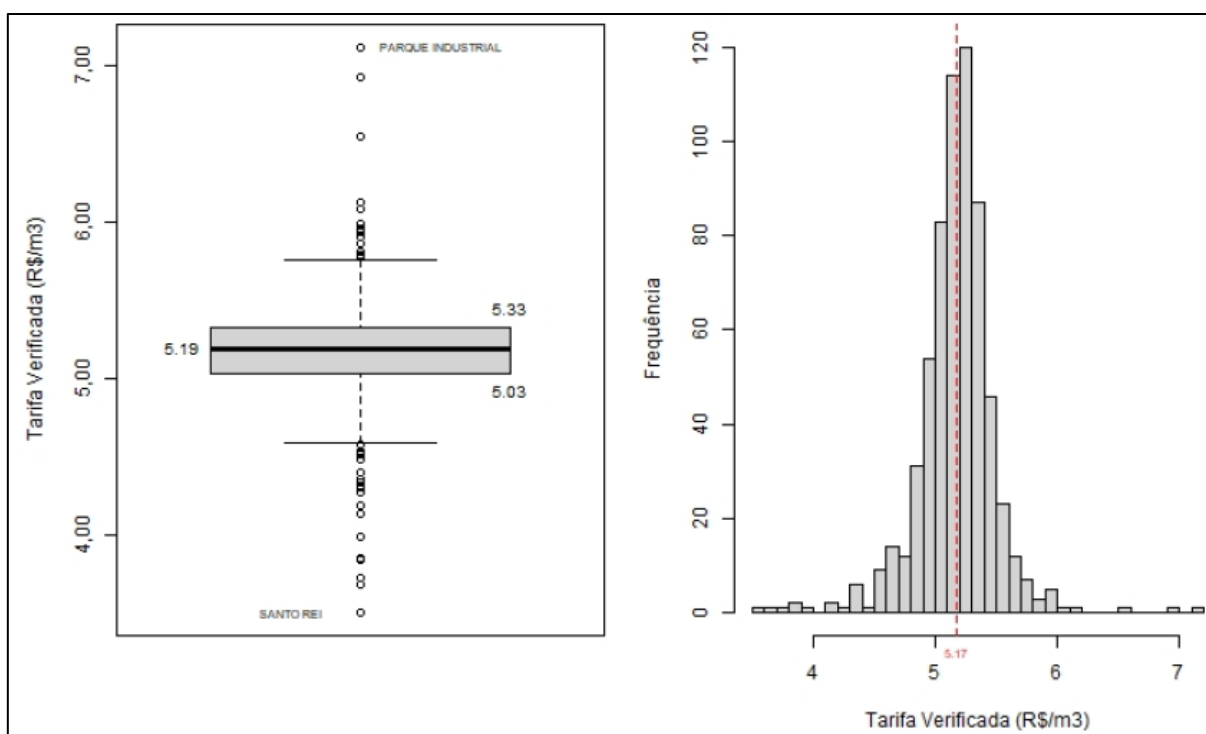 PARQUE INDUSTRIAL
7,00
6,00
5,00
4,00
Tarifa Verificada (R$/m3)
5.33
5.19
5.03
SANTO REI
120
100
80
60
40
20
0
Frequência
5.17
4 5 6 7
Tarifa Verificada (R$/m3)